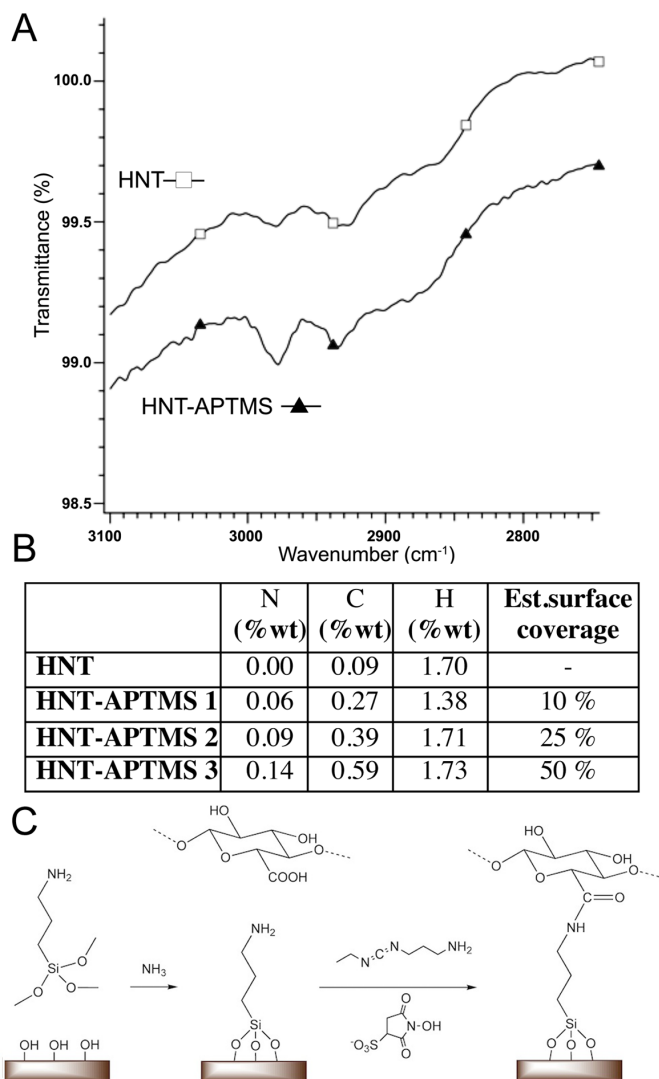 A
100.0
99.5
99.0
98.5
Transmittance (%)
HNT
HNT-APTMS
3100 3000 2900 2800
Wavenumber (cm-1)
B
N C H Est.surface
(%wt) (%wt) (%wt) coverage
HNT 0.00 0.09 1.70 -
HNT-APTMS 1 0.06 0.27 1.38 10 %
HNT-APTMS 2 0.09 0.39 1.71 25 %
HNT-APTMS 3 0.14 0.59 1.73 50 %
C
HO
OH
O
O
O
COOH
NH2
Si
O
O
O
OH OH OH
NH3
NH2
Si
O O O
N C N NH2
O
N-OH
-O3S
O
HO
OH
O
O
O
C=O
NH
Si
O O O